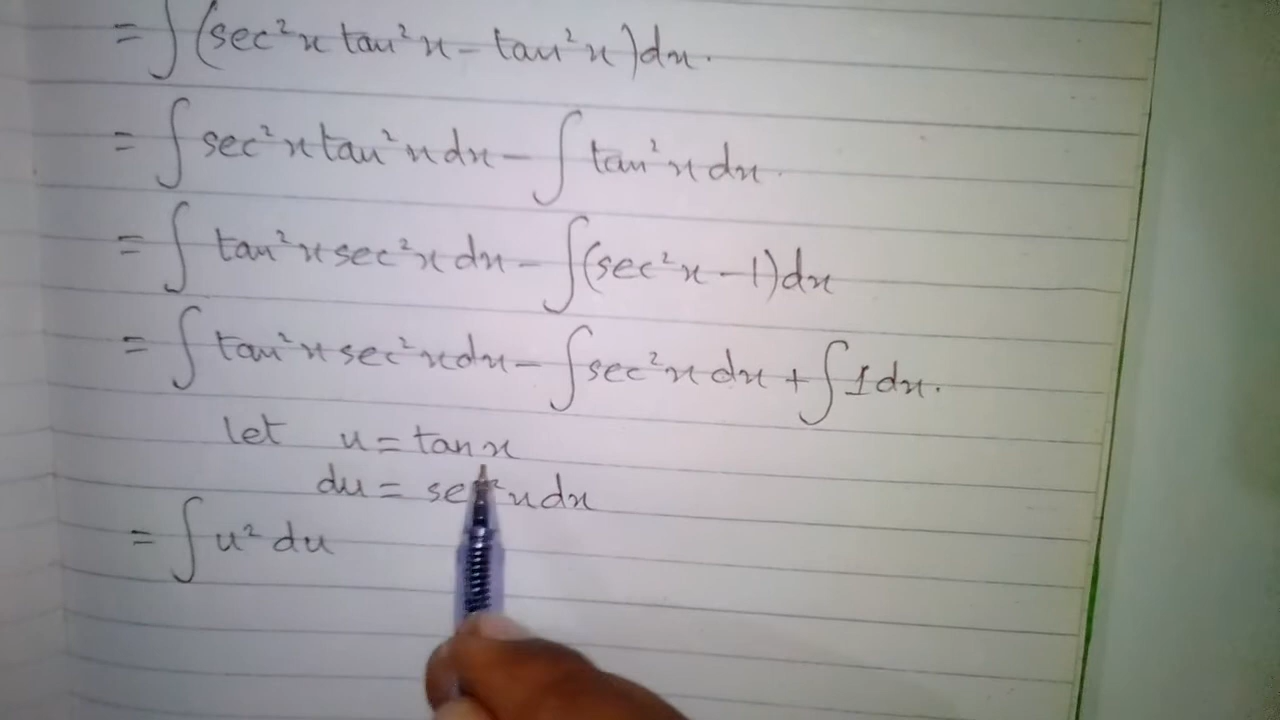 = ∫(sec²x tan²x - tan²x)dx.
= ∫ sec²x tan²x dx - ∫ tan²x dx.
= ∫ tan²x sec²x dx - ∫(sec²x - 1)dx
= ∫ tan²x sec²x dx - ∫ sec²x dx + ∫ 1 dx.
let u = tan x
du = sec²x dx
= ∫ u² du